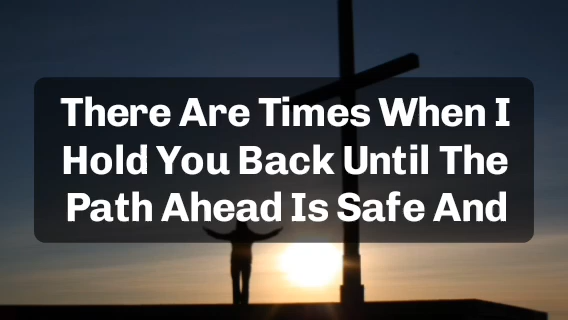 There Are Times When I
Hold You Back Until The
Path Ahead Is Safe And